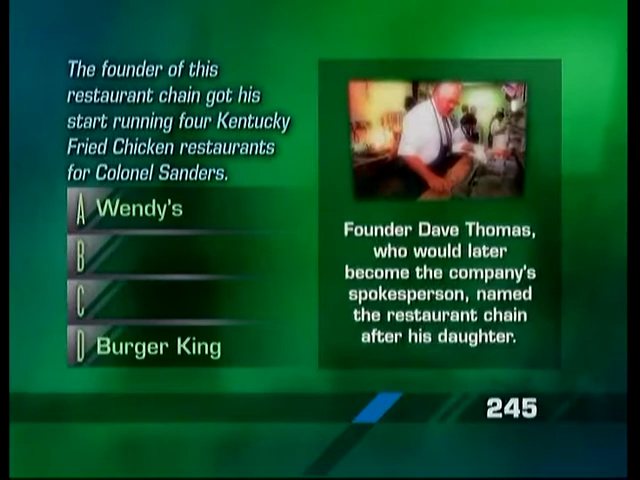 The founder of this
restaurant chain got his
start running four Kentucky
Fried Chicken restaurants
for Colonel Sanders.
A Wendy's
B
C
D Burger King
Founder Dave Thomas,
who would later
become the company's
spokesperson, named
the restaurant chain
after his daughter.
245